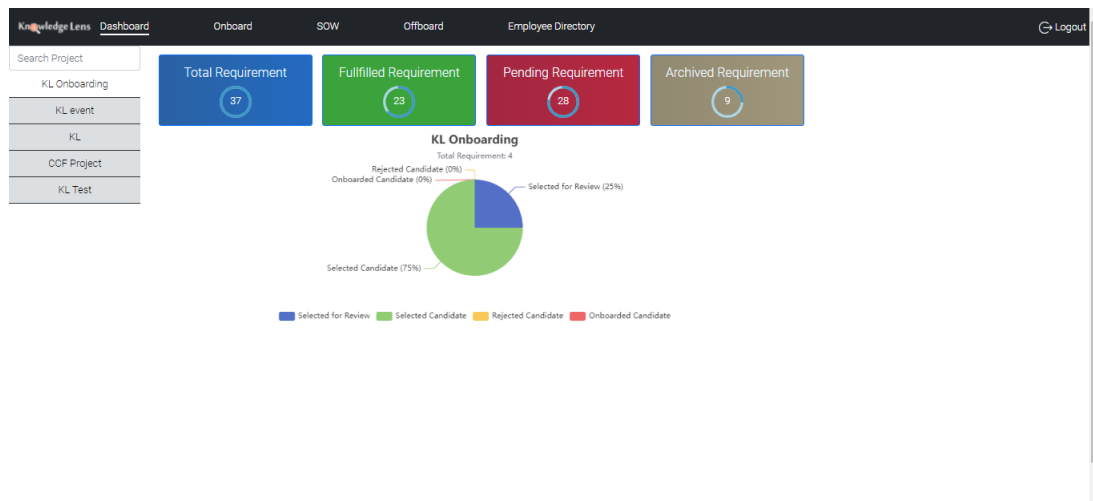 Knowledge Lens Dashboard Onboard SOW Offboard Employee Directory Logout
Search Project
KL Onboarding
KL event
KL
CCF Project
KL Test
Total Requirement
37
Fullfilled Requirement
23
Pending Requirement
28
Archived Requirement
9
KL Onboarding
Total Requirement: 4
Rejected Candidate (0%)
Onboarded Candidate (0%)
Selected for Review (25%)
Selected Candidate (75%)
Selected for Review Selected Candidate Rejected Candidate Onboarded Candidate